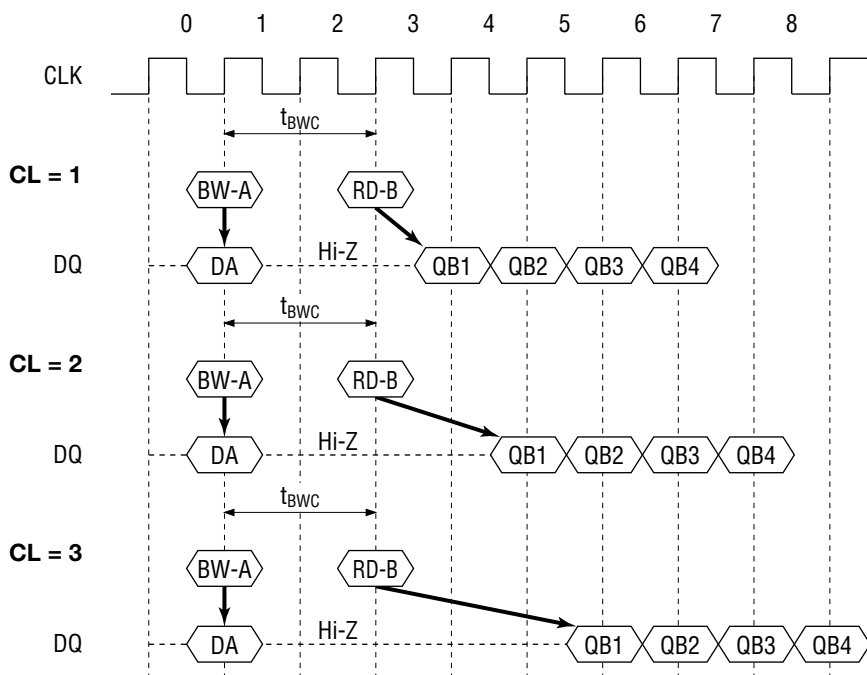 0 1 2 3 4 5 6 7 8
CLK
tBWC
CL = 1
BW-A RD-B
DQ DA Hi-Z QB1 QB2 QB3 QB4
tBWC
CL = 2
BW-A RD-B
DQ DA Hi-Z QB1 QB2 QB3 QB4
tBWC
CL = 3
BW-A RD-B
DQ DA Hi-Z QB1 QB2 QB3 QB4